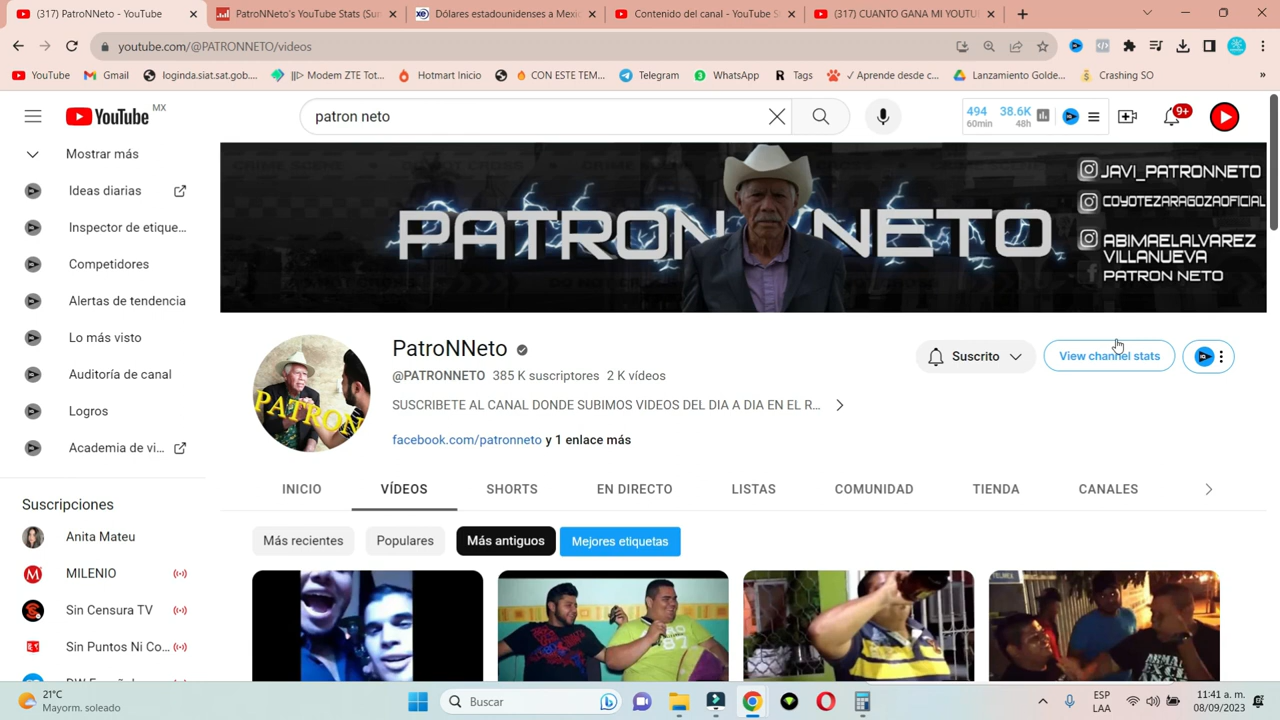 (317) PatroNNeto - YouTube
PatroNNeto's YouTube Stats (Sum
Dólares estadounidenses a Mexic
Contenido del canal - YouTube S
(317) CUANTO GANA MI YOUTU
youtube.com/@PATRONNETO/videos
YouTube
Gmail
loginda.siat.sat.gob....
||▷ Modem ZTE Tot...
Hotmart Inicio
CON ESTE TEM...
Telegram
WhatsApp
Tags
✓ Aprende desde c...
Lanzamiento Golde...
Crashing SO
»
YouTube MX
patron neto
494 60min
38.6K 48h
9+
Mostrar más
Ideas diarias
Inspector de etique...
Competidores
Alertas de tendencia
Lo más visto
Auditoría de canal
Logros
Academia de vi...
Suscripciones
Anita Mateu
MILENIO
Sin Censura TV
Sin Puntos Ni Co...
PATRON NETO
JAVI_PATRONNETO
COYOTEZARAGOZAOFICIAL
ABIMAELALVAREZ
VILLANUEVA
PATRON NETO
PATRON
PatroNNeto
@PATRONNETO 385 K suscriptores 2 K vídeos
SUSCRIBETE AL CANAL DONDE SUBIMOS VIDEOS DEL DIA A DIA EN EL R...
facebook.com/patronneto y 1 enlace más
Suscrito
View channel stats
INICIO
VÍDEOS
SHORTS
EN DIRECTO
LISTAS
COMUNIDAD
TIENDA
CANALES
Más recientes
Populares
Más antiguos
Mejores etiquetas
21°C
Mayorm. soleado
Buscar
ESP
LAA
11:41 a. m.
08/09/2023